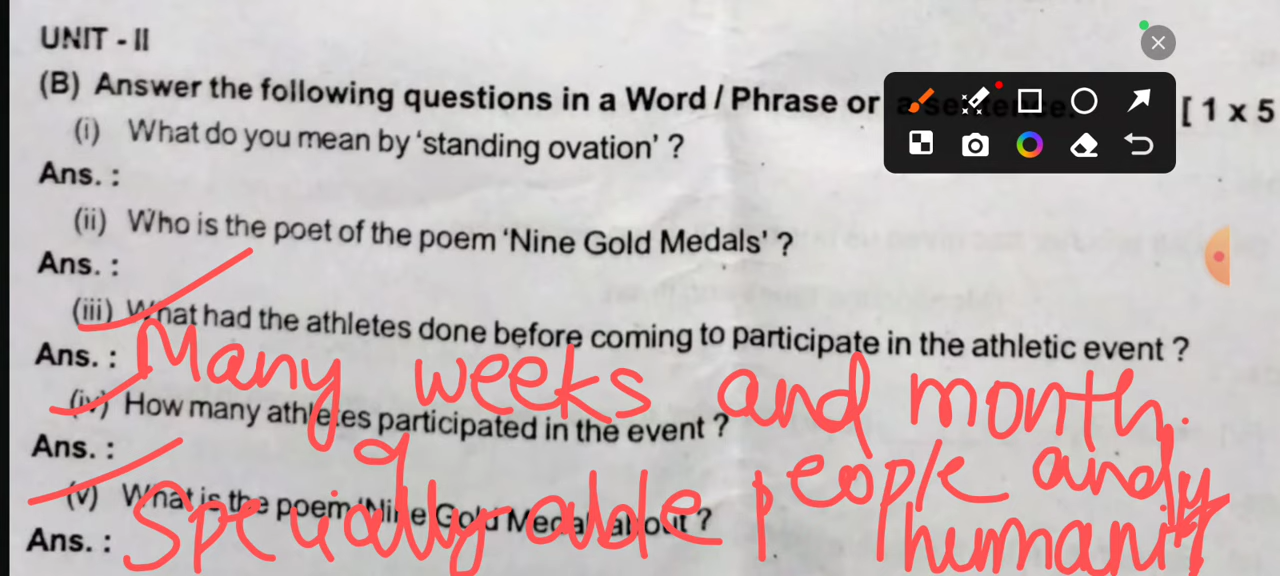 UNIT - II
(B) Answer the following questions in a Word / Phrase or a sentence. [ 1 x 5
(i) What do you mean by ‘standing ovation’ ?
Ans. :
(ii) Who is the poet of the poem ‘Nine Gold Medals’ ?
Ans. :
(iii) What had the athletes done before coming to participate in the athletic event ?
Ans. : Many weeks and month.
(iv) How many athletes participated in the event ?
Ans. : 9
(v) What is the poem ‘Nine Gold Medals’ about ?
Ans. : Specially able people and humanity